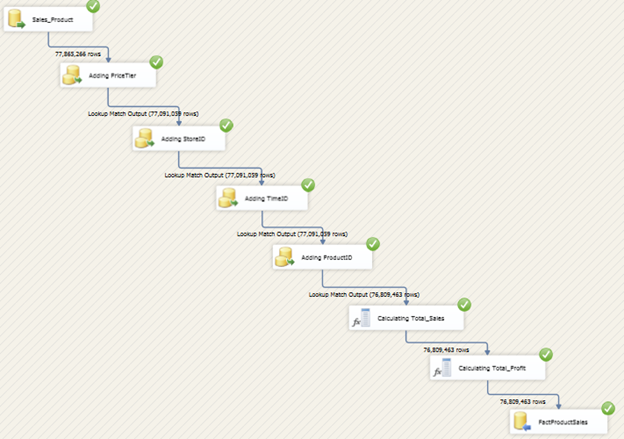 Sales_Product
77,865,266 rows
Adding PriceTier
Lookup Match Output (77,091,039 rows)
Adding StoreID
Lookup Match Output (77,091,039 rows)
Adding TimeID
Lookup Match Output (77,091,039 rows)
Adding ProductID
Lookup Match Output (76,809,463 rows)
Calculating Total_Sales
76,809,463 rows
Calculating Total_Profit
76,809,463 rows
FactProductSales